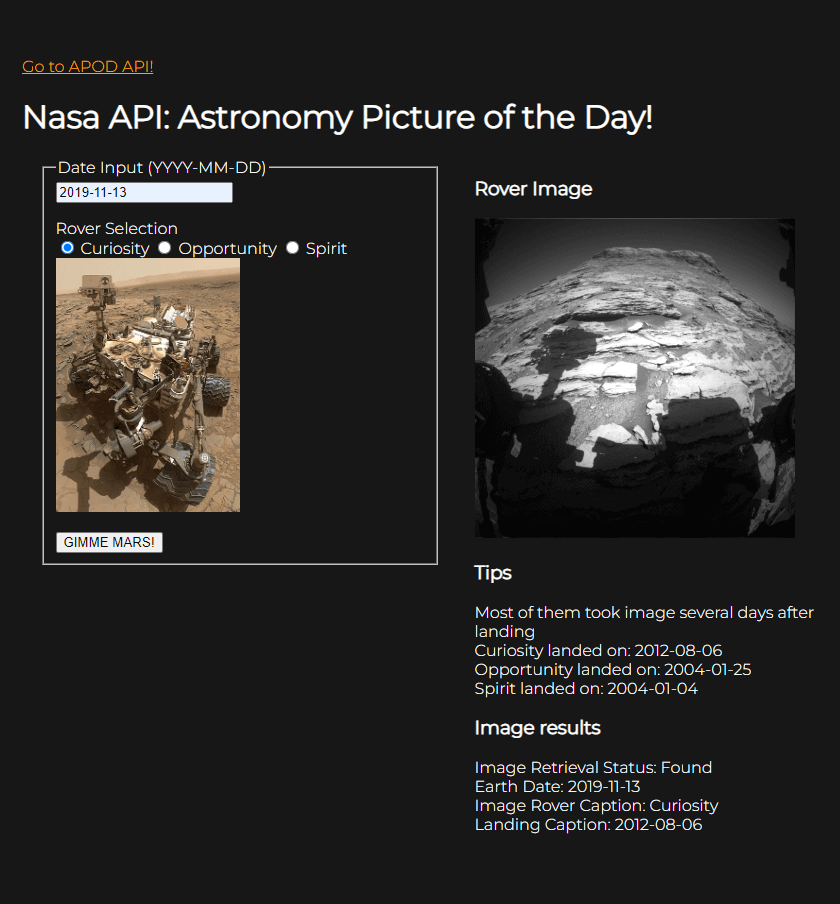 Go to APOD API!
Nasa API: Astronomy Picture of the Day!
Date Input (YYYY-MM-DD)
2019-11-13
Rover Selection
Curiosity Opportunity Spirit
GIMME MARS!
Rover Image
Tips
Most of them took image several days after
landing
Curiosity landed on: 2012-08-06
Opportunity landed on: 2004-01-25
Spirit landed on: 2004-01-04
Image results
Image Retrieval Status: Found
Earth Date: 2019-11-13
Image Rover Caption: Curiosity
Landing Caption: 2012-08-06